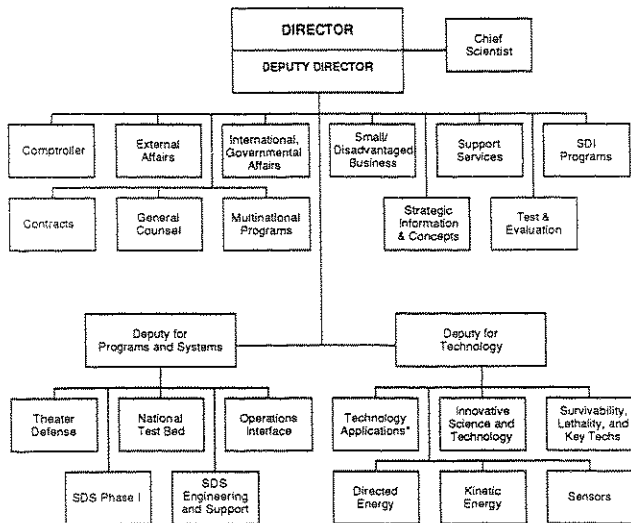 DIRECTOR
DEPUTY DIRECTOR
Chief
Scientist
Comptroller
External
Affairs
International,
Governmental
Affairs
Small/
Disadvantaged
Business
Support
Services
SDI
Programs
Contracts
General
Counsel
Multinational
Programs
Strategic
Information
& Concepts
Test &
Evaluation
Deputy for
Programs and Systems
Deputy for
Technology
Theater
Defense
National
Test Bed
Operations
Interface
Technology
Applications*
Innovative
Science and
Technology
Survivability,
Lethality, and
Key Techs
SDS Phase I
SDS
Engineering
and Support
Directed
Energy
Kinetic
Energy
Sensors